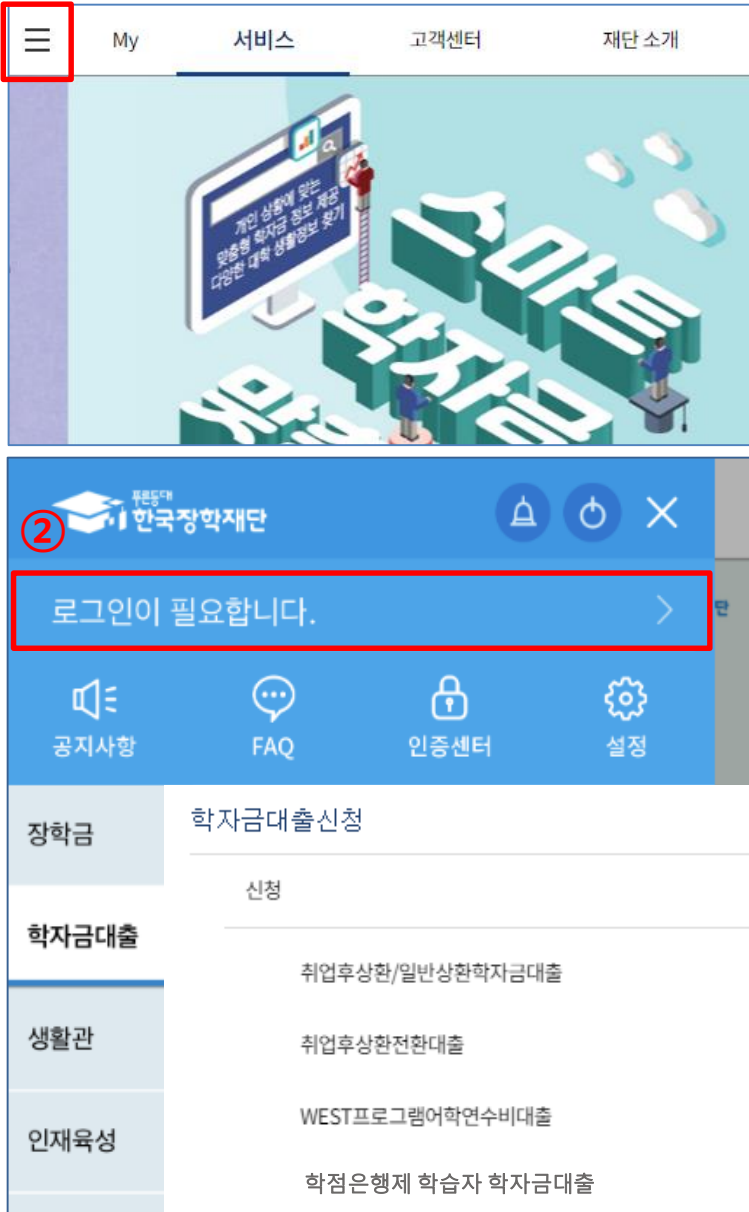 My 서비스 고객센터 재단 소개
개인 상황에 맞는
맞춤형 학자금 정보 제공
다양한 대학 생활정보 찾기
스마트
학자금
②
푸른등대
한국장학재단
로그인이 필요합니다.
단
공지사항 FAQ 인증센터 설정
장학금
학자금대출
생활관
인재육성
학자금대출신청
신청
취업후상환/일반상환학자금대출
취업후상환전환대출
WEST프로그램어학연수비대출
학점은행제 학습자 학자금대출